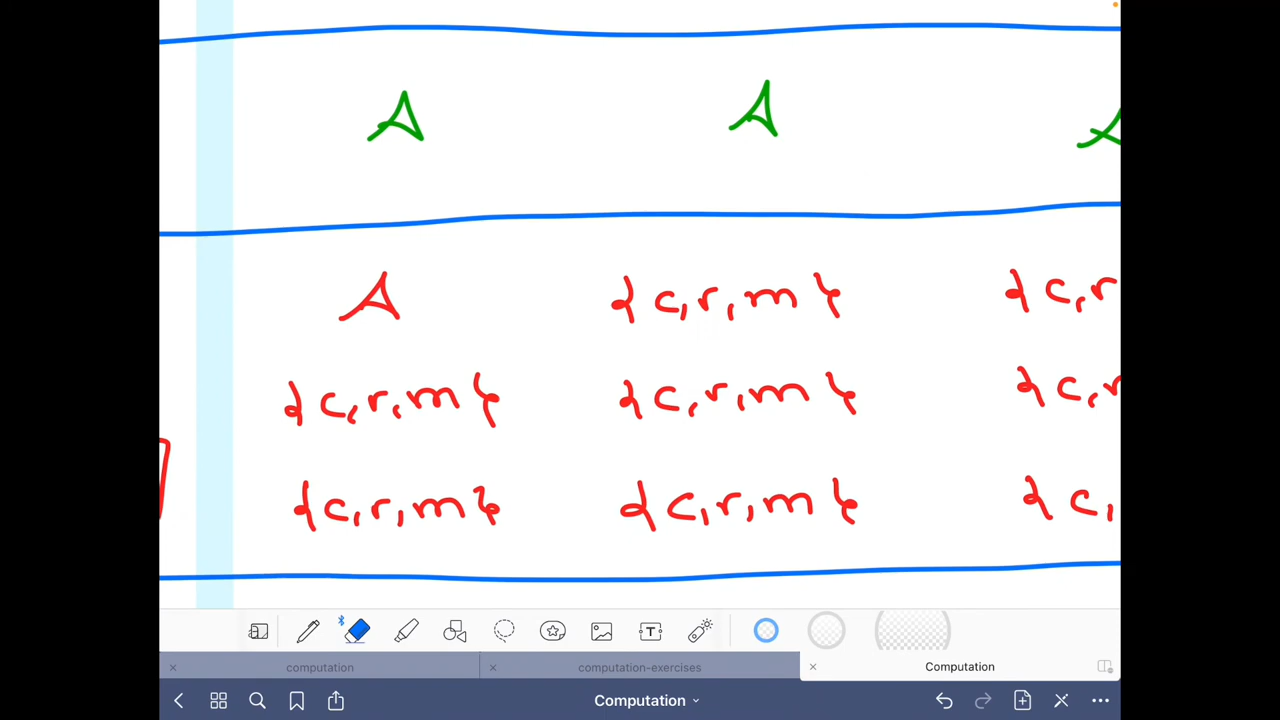 A A A
A {c,r,m} {c,r
{c,r,m} {c,r,m} {c,r
{c,r,m} {c,r,m} {c,
T
computation computation-exercises Computation
Computation